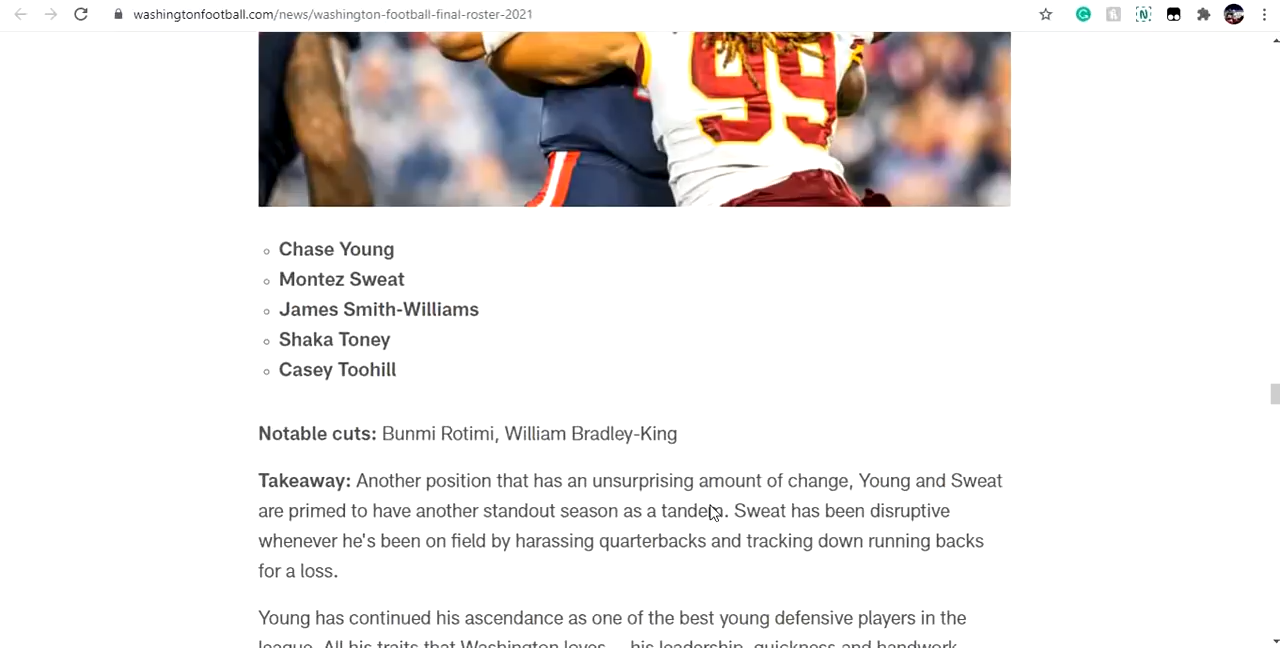 washingtonfootball.com/news/washington-football-final-roster-2021
99
Chase Young
Montez Sweat
James Smith-Williams
Shaka Toney
Casey Toohill
Notable cuts: Bunmi Rotimi, William Bradley-King
Takeaway: Another position that has an unsurprising amount of change, Young and Sweat
are primed to have another standout season as a tandem. Sweat has been disruptive
whenever he's been on field by harassing quarterbacks and tracking down running backs
for a loss.
Young has continued his ascendance as one of the best young defensive players in the
league. All his traits that Washington loves -- his leadership, quickness and handwork